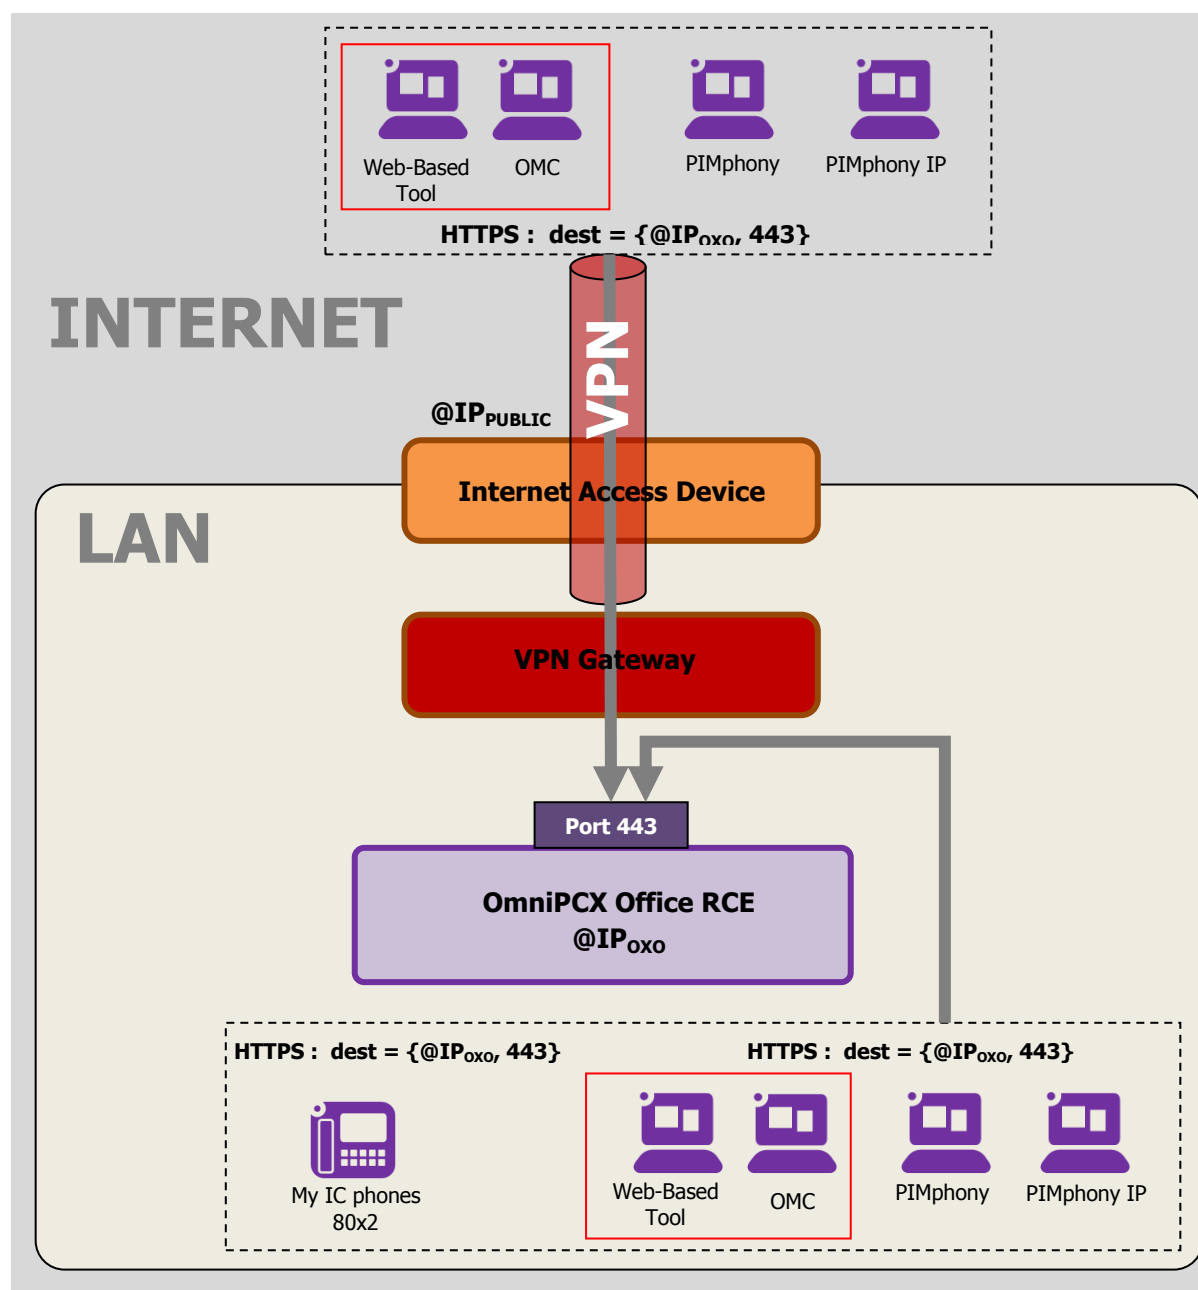 Web-Based
Tool
OMC
PIMphony
PIMphony IP
HTTPS : dest = {@IPOXO, 443}
INTERNET
VPN
@IPPUBLIC
Internet Access Device
LAN
VPN Gateway
Port 443
OmniPCX Office RCE
@IPOXO
HTTPS : dest = {@IPOXO, 443}
HTTPS : dest = {@IPOXO, 443}
My IC phones
80x2
Web-Based
Tool
OMC
PIMphony
PIMphony IP